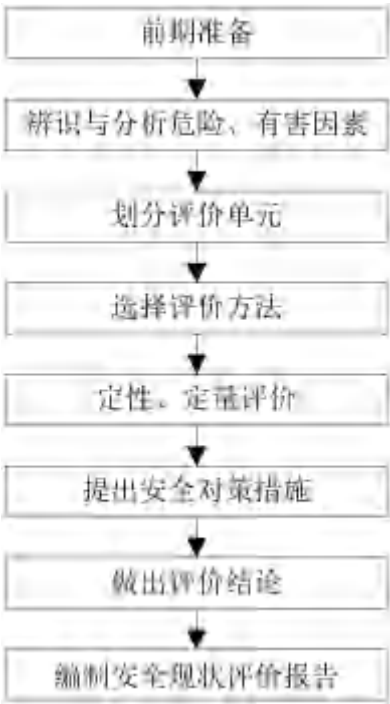 前期准备
辨识与分析危险、有害因素
划分评价单元
选择评价方法
定性、定量评价
提出安全对策措施
做出评价结论
编制安全现状评价报告